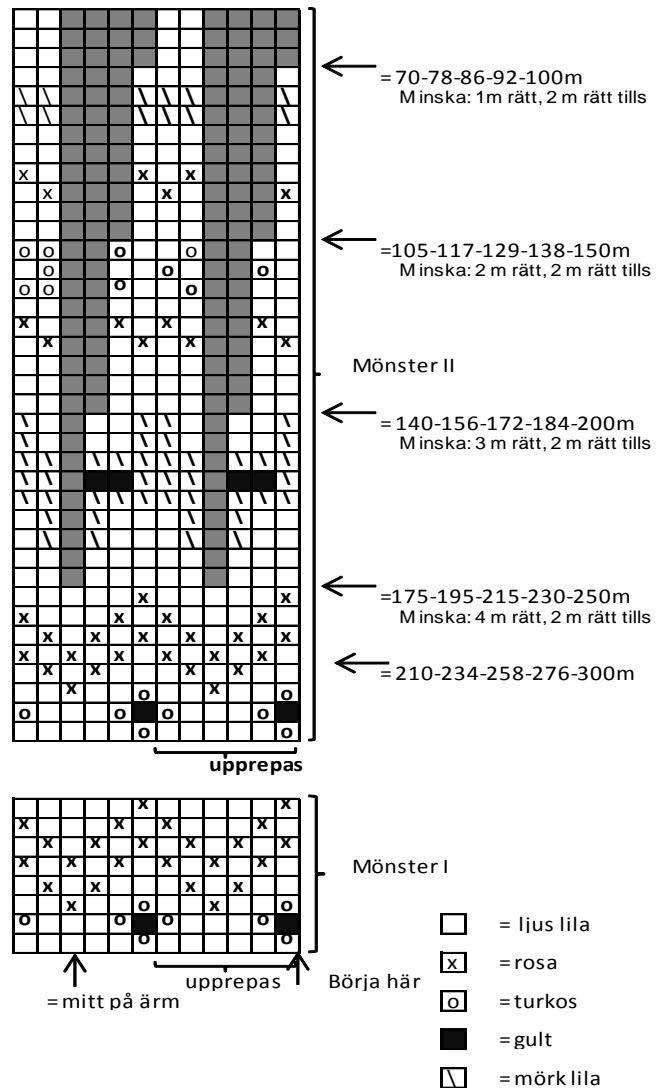 = 70-78-86-92-100m
Minska: 1m rätt, 2 m rätt tills
=105-117-129-138-150m
Minska: 2 m rätt, 2 m rätt tills
Mönster II
=140-156-172-184-200m
Minska: 3 m rätt, 2 m rätt tills
=175-195-215-230-250m
Minska: 4 m rätt, 2 m rätt tills
=210-234-258-276-300m
upprepas
Mönster I
upprepas
Börja här
=mitt på ärm
= ljus lila
x =rosa
o =turkos
=gult
\ =mörk lila